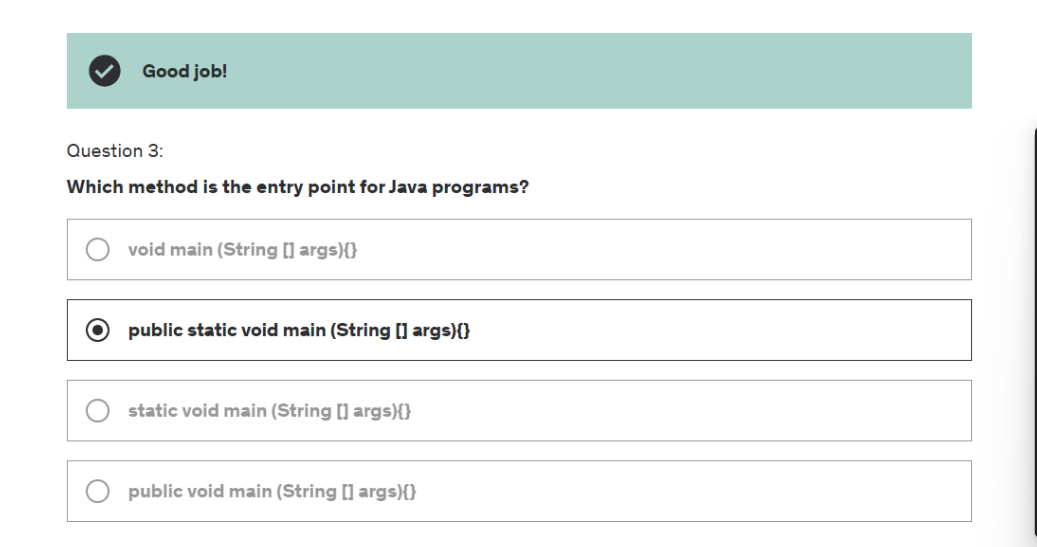 Good job!
Question 3:
Which method is the entry point for Java programs?
void main (String [] args){}
public static void main (String [] args){}
static void main (String [] args){}
public void main (String [] args){}